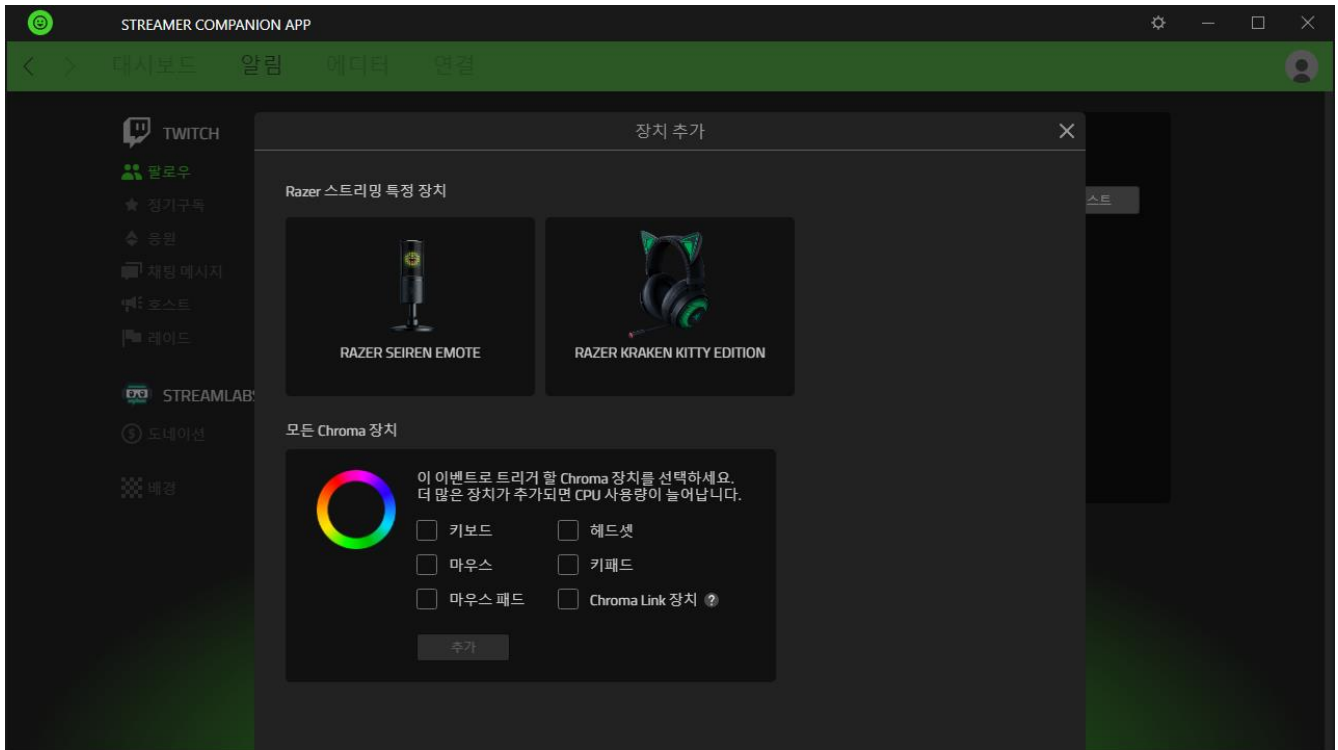 STREAMER COMPANION APP
대시보드 알림 에디터 연결
TWITCH
팔로우
정기구독
응원
채팅 메시지
호스트
레이드
STREAMLABS
도네이션
배경
장치 추가
Razer 스트리밍 특정 장치
스트
RAZER SEIREN EMOTE
RAZER KRAKEN KITTY EDITION
모든 Chroma 장치
이 이벤트로 트리거 할 Chroma 장치를 선택하세요.
더 많은 장치가 추가되면 CPU 사용량이 늘어납니다.
키보드 헤드셋
마우스 키패드
마우스 패드 Chroma Link 장치 ?
추가